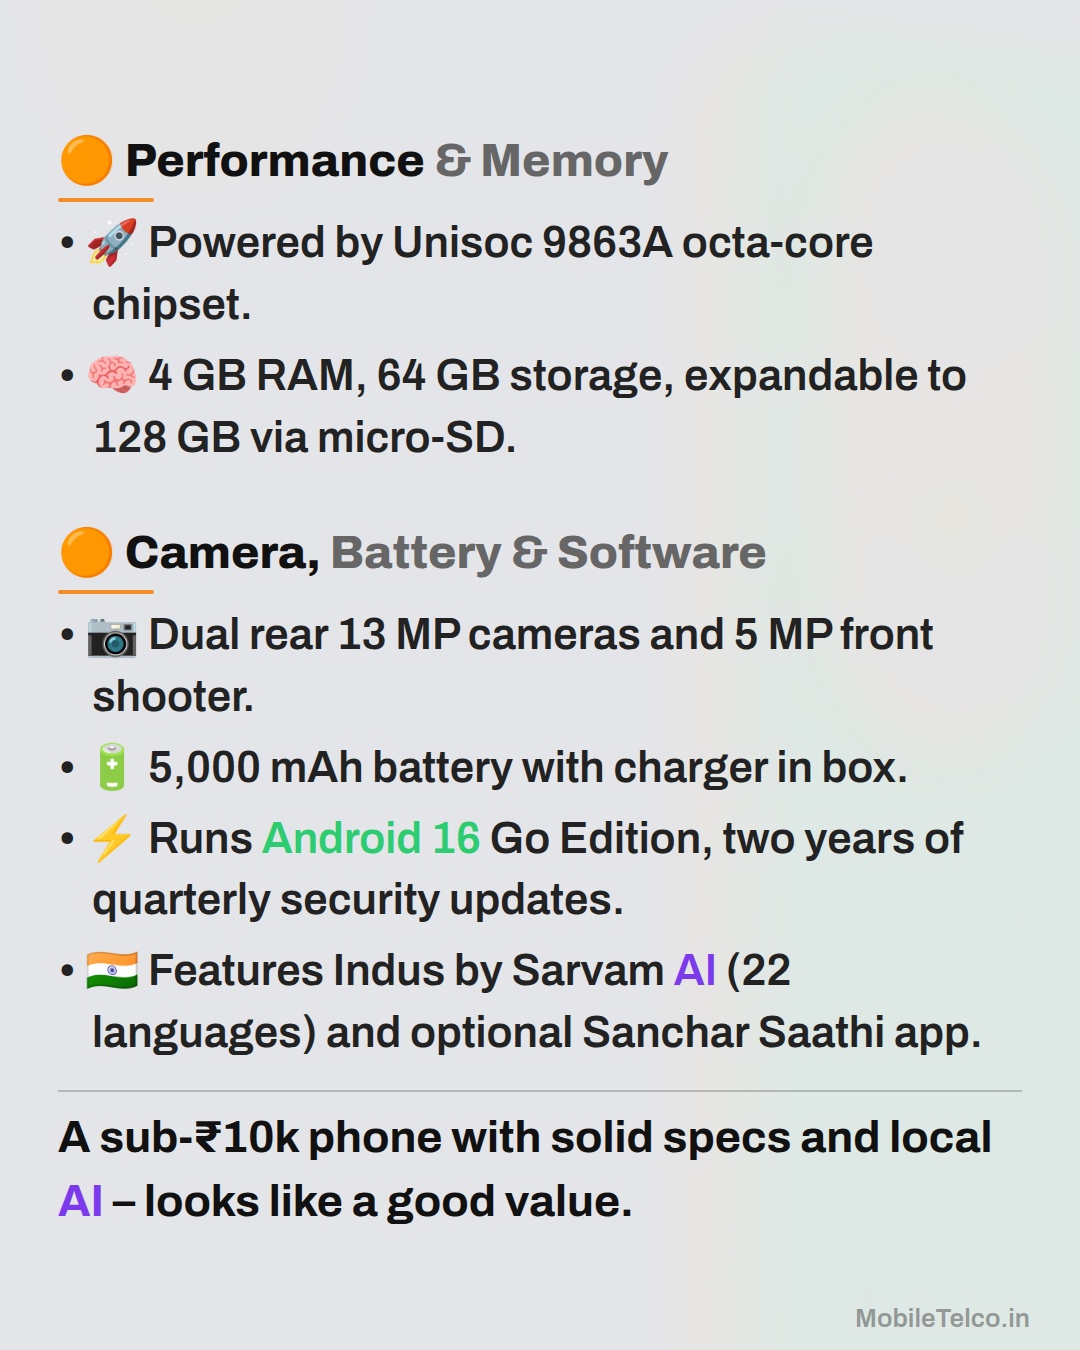 🟠 Performance & Memory
• 🚀 Powered by Unisoc 9863A octa-core
chipset.
• 🧠 4 GB RAM, 64 GB storage, expandable to
128 GB via micro-SD.
🟠 Camera, Battery & Software
• 📷 Dual rear 13 MP cameras and 5 MP front
shooter.
• 🔋 5,000 mAh battery with charger in box.
• ⚡ Runs Android 16 Go Edition, two years of
quarterly security updates.
• 🇮🇳 Features Indus by Sarvam AI (22
languages) and optional Sanchar Saathi app.
A sub-₹10k phone with solid specs and local
AI – looks like a good value.
MobileTelco.in